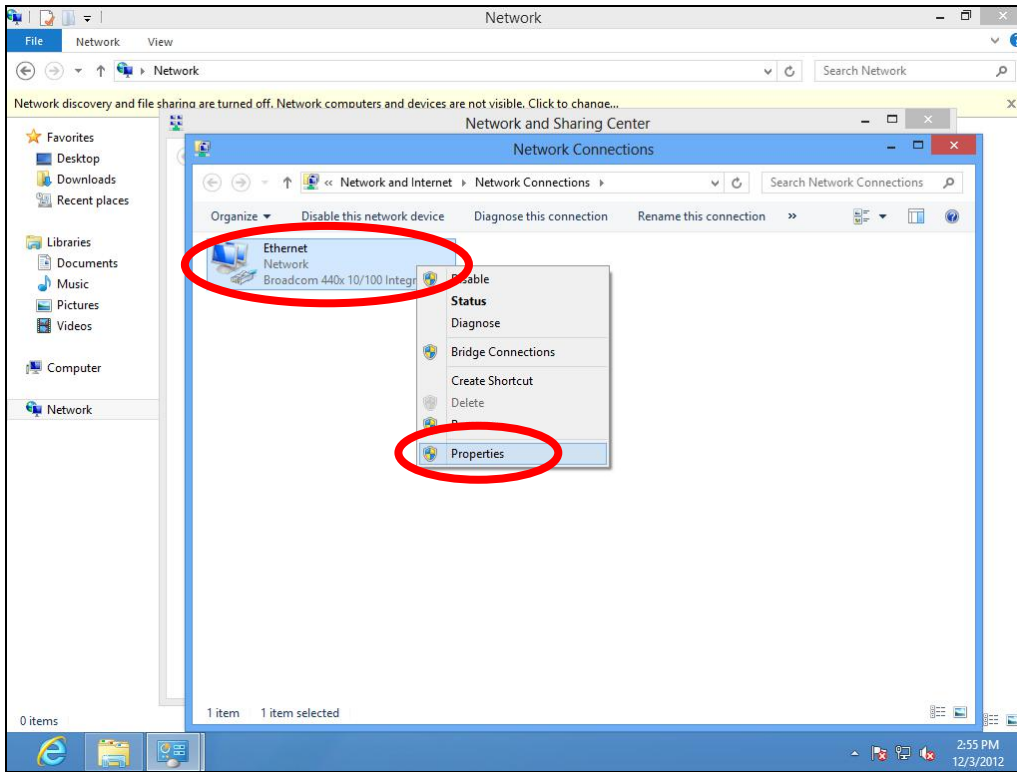 Network
File Network View
Network
Search Network
Network discovery and file sharing are turned off. Network computers and devices are not visible. Click to change...
x
Network and Sharing Center
Favorites
Desktop
Downloads
Recent places
Libraries
Documents
Music
Pictures
Videos
Computer
Network
Network Connections
« Network and Internet Network Connections
Search Network Connections
Organize Disable this network device Diagnose this connection Rename this connection »
Ethernet
Network
Broadcom 440x 10/100 Integr
Status
Diagnose
Bridge Connections
Create Shortcut
Delete
Properties
1 item 1 item selected
0 items
2:55 PM
12/3/2012